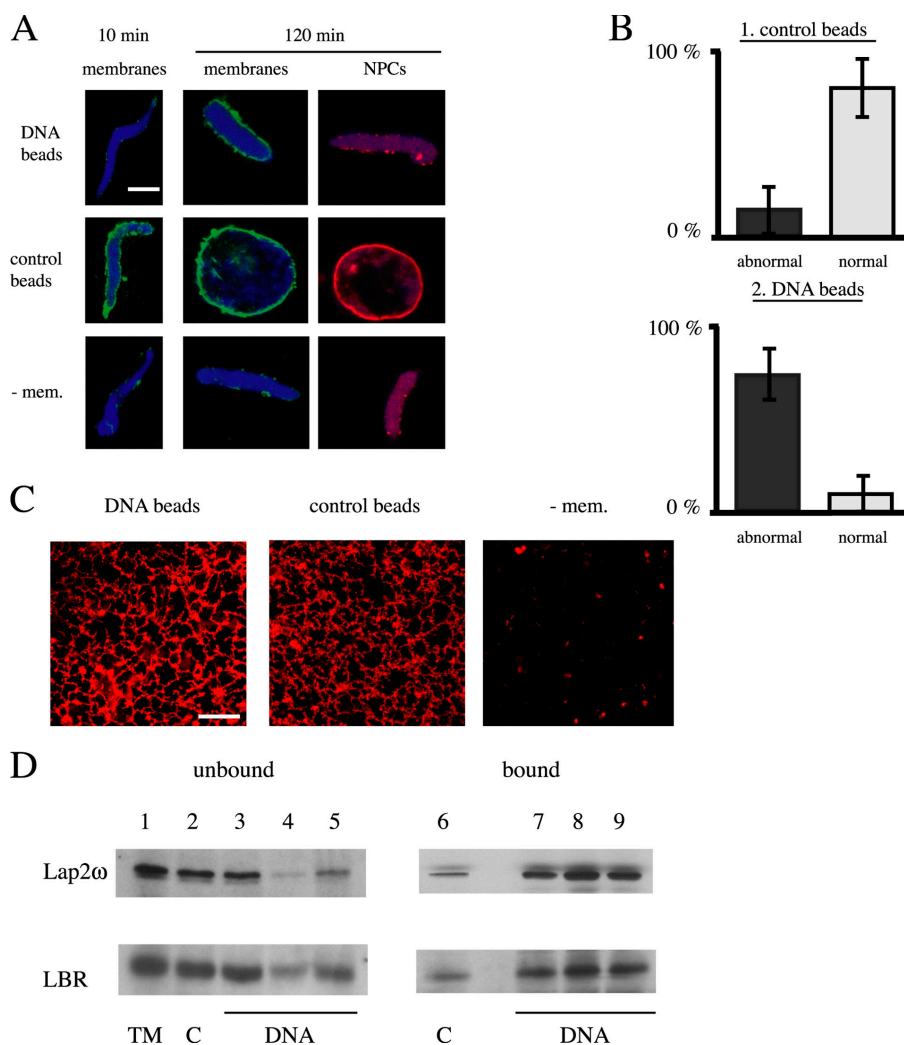 A
10 min
120 min
membranes
membranes
NPCs
DNA
beads
control
beads
- mem.
B
1. control beads
100 %
0 %
abnormal
normal
2. DNA beads
100 %
0 %
abnormal
normal
C
DNA beads
control beads
- mem.
D
unbound
bound
1 2 3 4 5 6 7 8 9
Lap2ω
LBR
TM C DNA C DNA